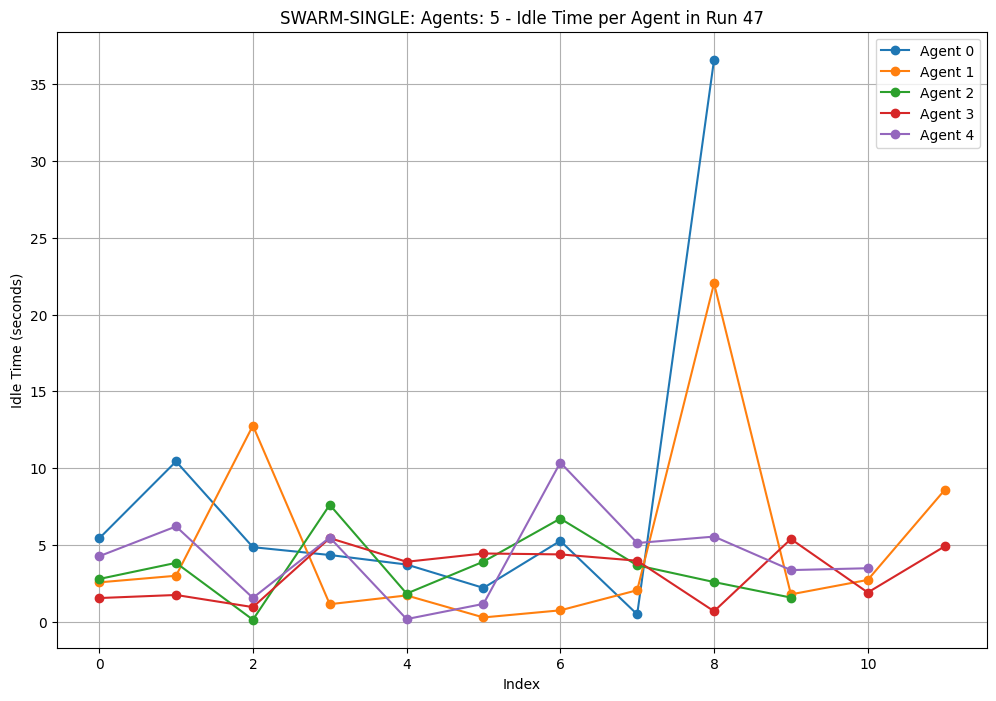 SWARM-SINGLE: Agents: 5 - Idle Time per Agent in Run 47
Agent 0
Agent 1
Agent 2
Agent 3
Agent 4
Idle Time (seconds)
35
30
25
20
15
10
5
0
0 2 4 6 8 10
Index